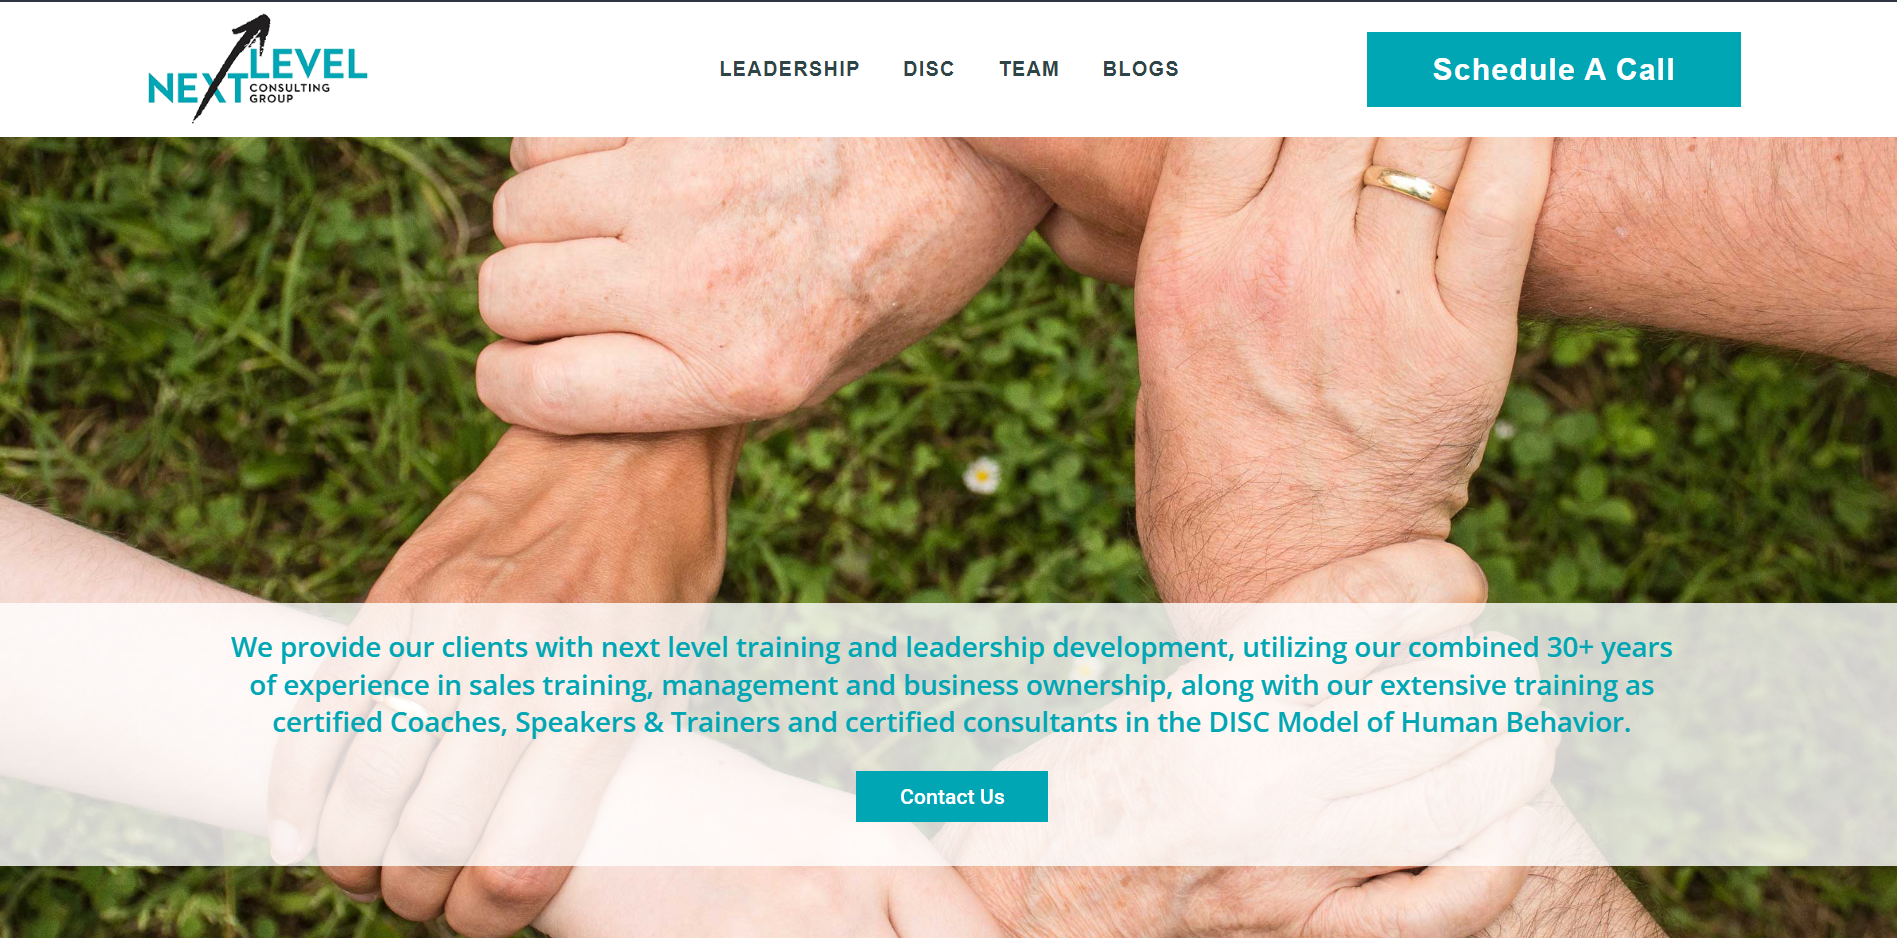 NEXT LEVEL
CONSULTING
GROUP
LEADERSHIP DISC TEAM BLOGS
Schedule A Call
We provide our clients with next level training and leadership development, utilizing our combined 30+ years
of experience in sales training, management and business ownership, along with our extensive training as
certified Coaches, Speakers & Trainers and certified consultants in the DISC Model of Human Behavior.
Contact Us